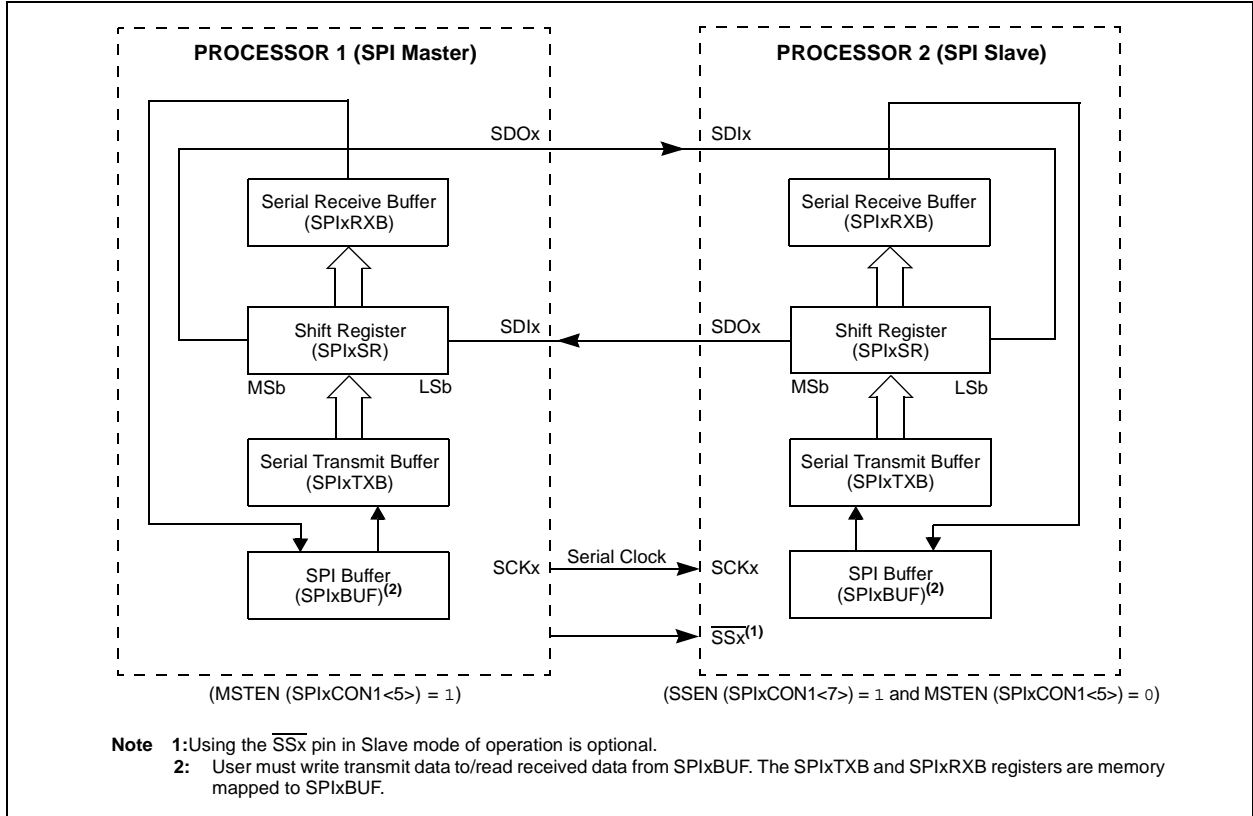 PROCESSOR 1 (SPI Master)
PROCESSOR 2 (SPI Slave)
SDOx
SDIx
Serial Receive Buffer
(SPIxRXB)
Serial Receive Buffer
(SPIxRXB)
Shift Register
(SPIxSR)
SDIx
SDOx
Shift Register
(SPIxSR)
MSb
LSb
MSb
LSb
Serial Transmit Buffer
(SPIxTXB)
Serial Transmit Buffer
(SPIxTXB)
SPI Buffer
(SPIxBUF)(2)
SCKx
Serial Clock
SCKx
SPI Buffer
(SPIxBUF)(2)
SSx(1)
(MSTEN (SPIxCON1<5>) = 1)
(SSEN (SPIxCON1<7>) = 1 and MSTEN (SPIxCON1<5>) = 0)
Note 1:Using the SSx pin in Slave mode of operation is optional.
2: User must write transmit data to/read received data from SPIxBUF. The SPIxTXB and SPIxRXB registers are memory
mapped to SPIxBUF.